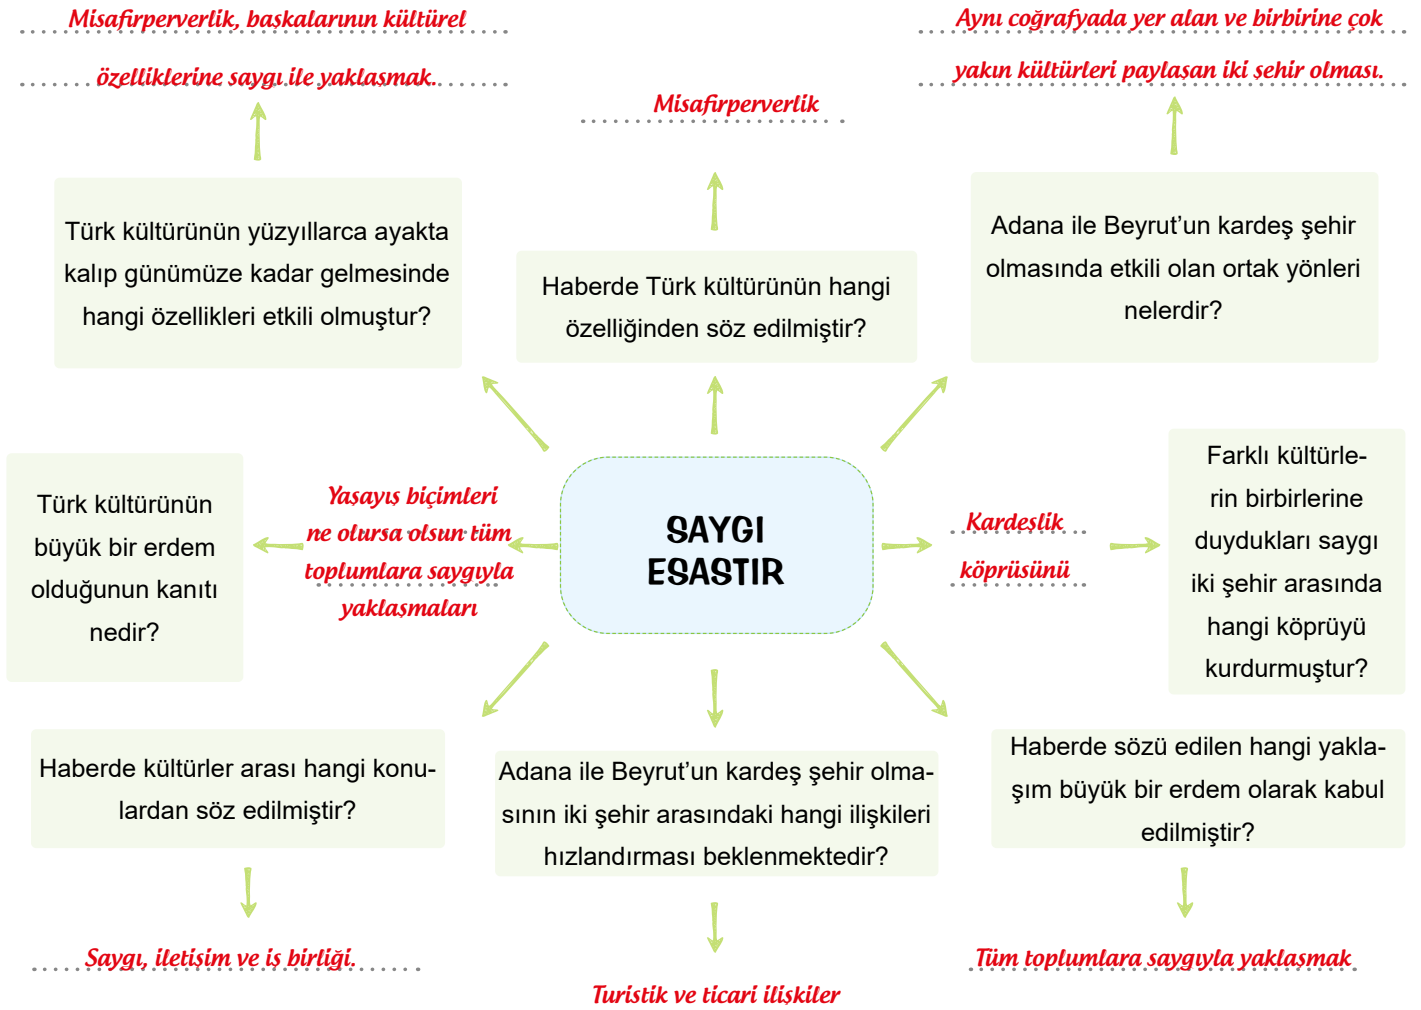 Misafirperverlik, başkalarının kültürel
özelliklerine saygı ile yaklaşmak.
Türk kültürünün yüzyıllarca ayakta
kalıp günümüze kadar gelmesinde
hangi özellikleri etkili olmuştur?
Misafirperverlik
Haberde Türk kültürünün hangi
özelliğinden söz edilmiştir?
Aynı coğrafyada yer alan ve birbirine çok
yakın kültürleri paylaşan iki şehir olması.
Adana ile Beyrut’un kardeş şehir
olmasında etkili olan ortak yönleri
nelerdir?
Türk kültürünün
büyük bir erdem
olduğunun kanıtı
nedir?
Yaşayış biçimleri
ne olursa olsun tüm
toplumlara saygıyla
yaklaşmaları
SAYGI
ESASTIR
Kardeşlik
köprüsünü
Farklı kültürle-
rin birbirlerine
duydukları saygı
iki şehir arasında
hangi köprüyü
kurdurmuştur?
Haberde kültürler arası hangi konu-
lardan söz edilmiştir?
Saygı, iletişim ve iş birliği.
Adana ile Beyrut’un kardeş şehir olma-
sının iki şehir arasındaki hangi ilişkileri
hızlandırması beklenmektedir?
Turistik ve ticari ilişkiler
Haberde sözü edilen hangi yakla-
şım büyük bir erdem olarak kabul
edilmiştir?
Tüm toplumlara saygıyla yaklaşmak